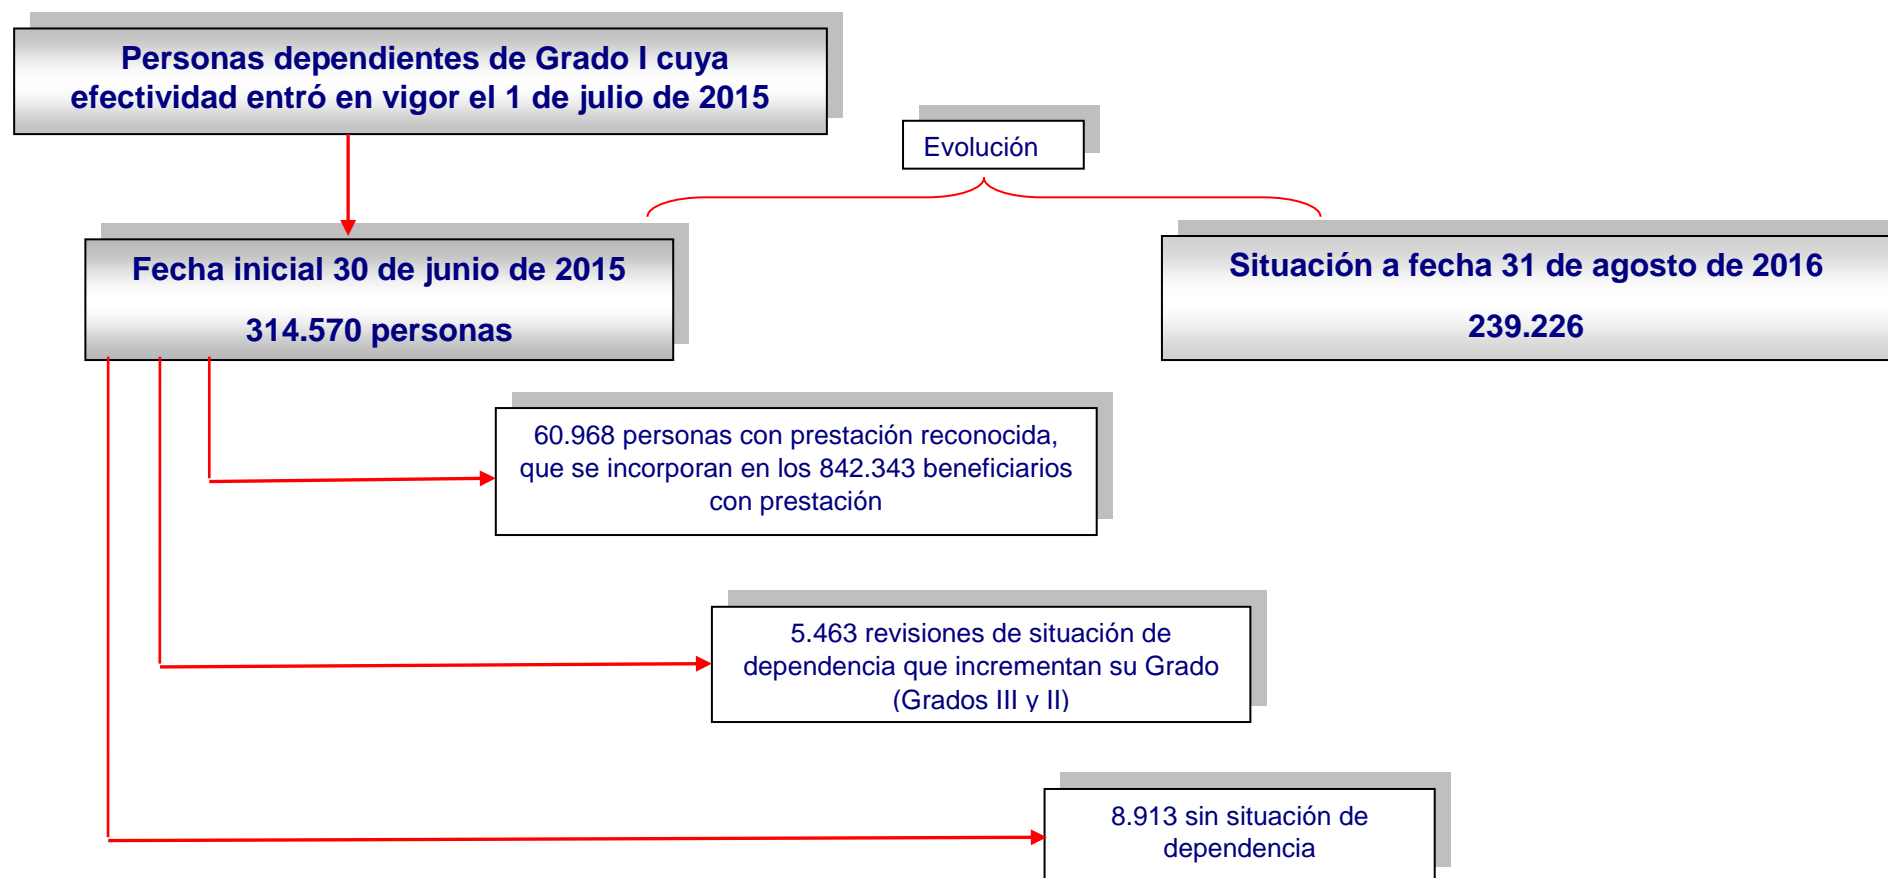 Personas dependientes de Grado I cuya
efectividad entró en vigor el 1 de julio de 2015
Evolución
Fecha inicial 30 de junio de 2015
314.570 personas
Situación a fecha 31 de agosto de 2016
239.226
60.968 personas con prestación reconocida,
que se incorporan en los 842.343 beneficiarios
con prestación
5.463 revisiones de situación de
dependencia que incrementan su Grado
(Grados III y II)
8.913 sin situación de
dependencia